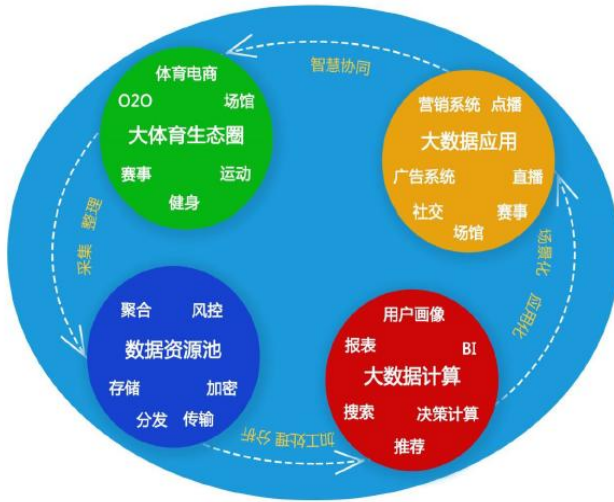 智慧协同
体育电商
O2O 场馆
大体育生态圈
赛事 运动
健身
营销系统 点播
大数据应用
广告系统 直播
社交 赛事
场馆
采集 整理
场景化 应用化
聚合 风控
数据资源池
存储 加密
分发 传输
用户画像
报表 BI
大数据计算
搜索 决策计算
推荐
加工处理分析